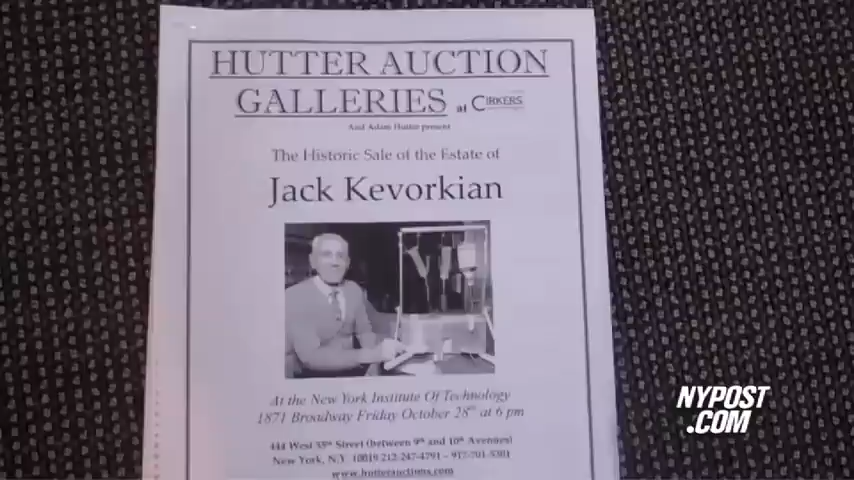 HUTTER AUCTION
GALLERIES at CIRKERS
And Adam Hutter present
The Historic Sale of the Estate of
Jack Kevorkian
At the New York Institute Of Technology
1871 Broadway Friday October 28th at 6 pm
444 West 55th Street (between 9th and 10th Avenues)
New York, N.Y. 10019 212-247-4791 – 917-701-5301
www.hutterauctions.com
NYPOST
.COM